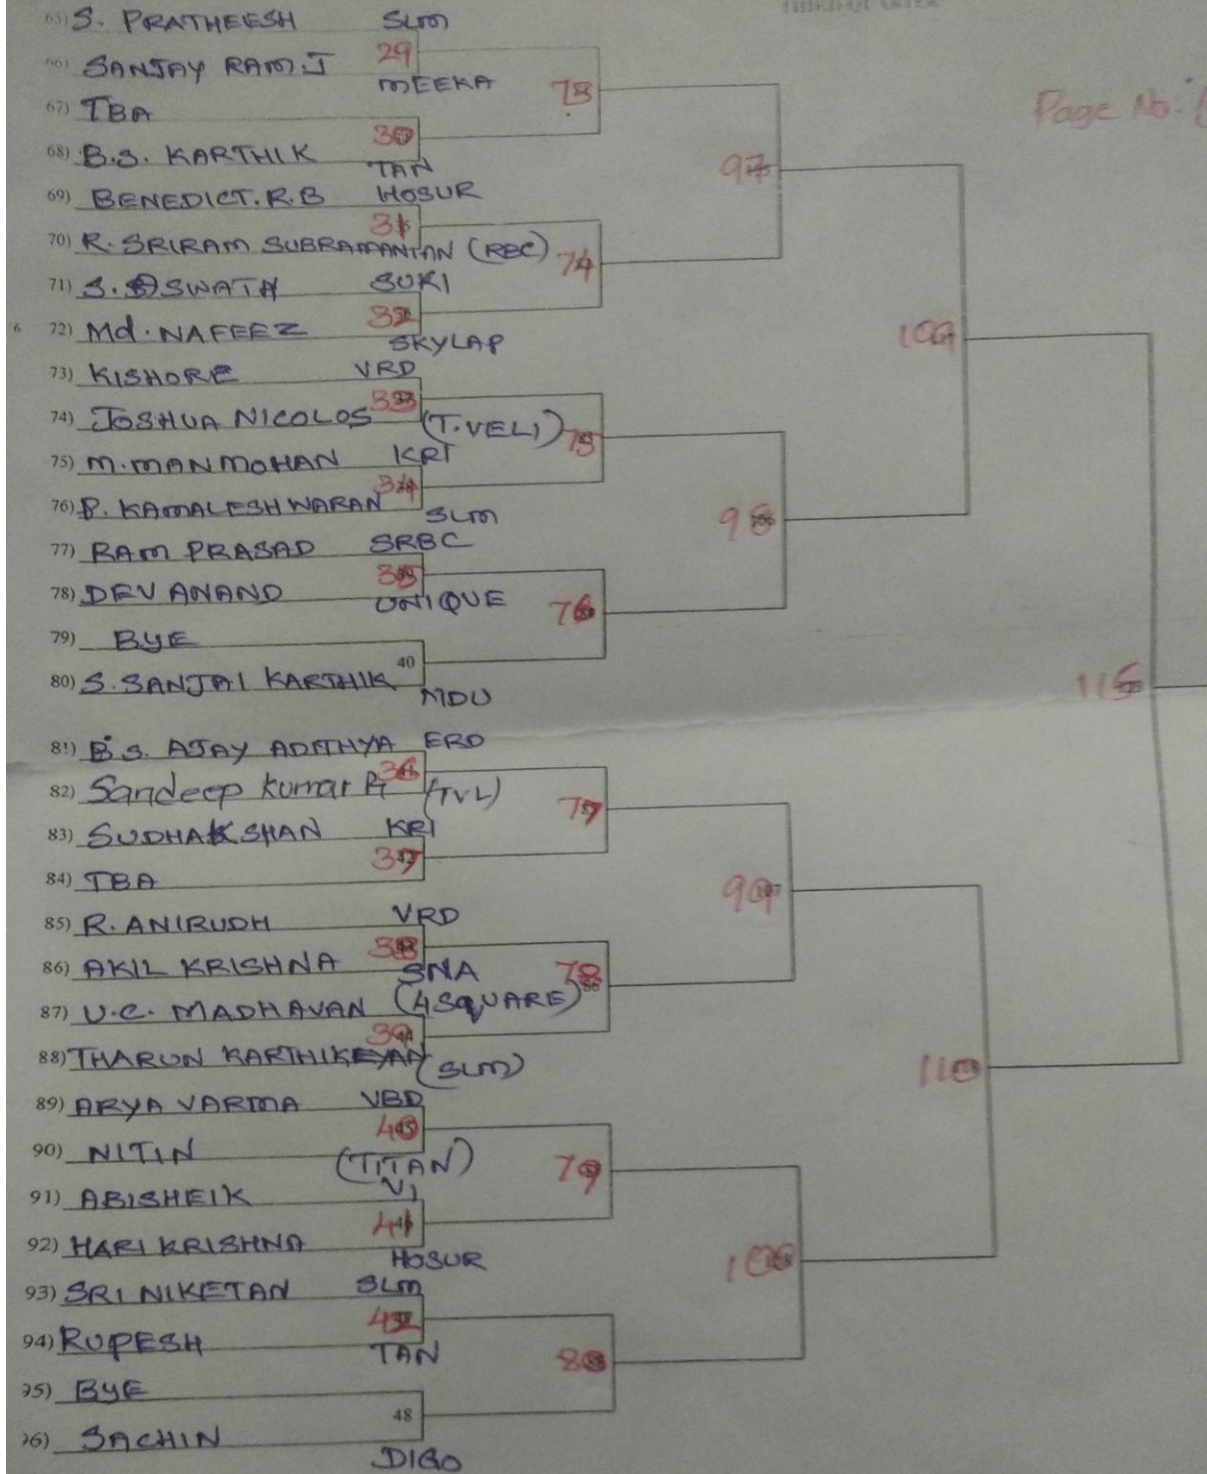 65) S. PRATHEESH SLM
66) SANJAY RAM.J 29
MEEKA 73
67) TBA
Page No-
30
68) B.S. KARTHIK
TAN 97
69) BENEDICT.R.B HOSUR
31
70) R. SRIRAM SUBRAMANIAN (RBC) 74
71) S. SWATH SURI
32
6 72) Md. NAFEEZ 109
SKYLAP
73) KISHORE VRD
33
74) JOSHUA NICOLOS (T.VELI) 75
75) M. MANMOHAN KRI
34
76) P. KAMALESHWARAN
SLM 98
77) RAM PRASAD SRBC
35
78) DEV ANAND UNIQUE 76
79) BYE
40
80) S. SANJAI KARTHIK
MDU 115
81) B.S. AJAY ADITHYA ERD
36
82) Sandeep Kumar (TVL) 77
83) SUDHAKSHAN KRI
37
84) TBA
99
85) R. ANIRUDH VRD
38
86) AKIL KRISHNA SNA 78
87) U.C. MADHAVAN (4SQUARE)
39
88) THARUN KARTHIKEYAN (SLM)
110
89) ARYA VARMA VBD
40
90) NITIN (TITAN) 79
91) ABISHEIK VJ
41
92) HARI KRISHNA
HOSUR 100
93) SRI NIKETAN SLM
42
94) RUPESH TAN 80
95) BYE
48
96) SACHIN
DIGO